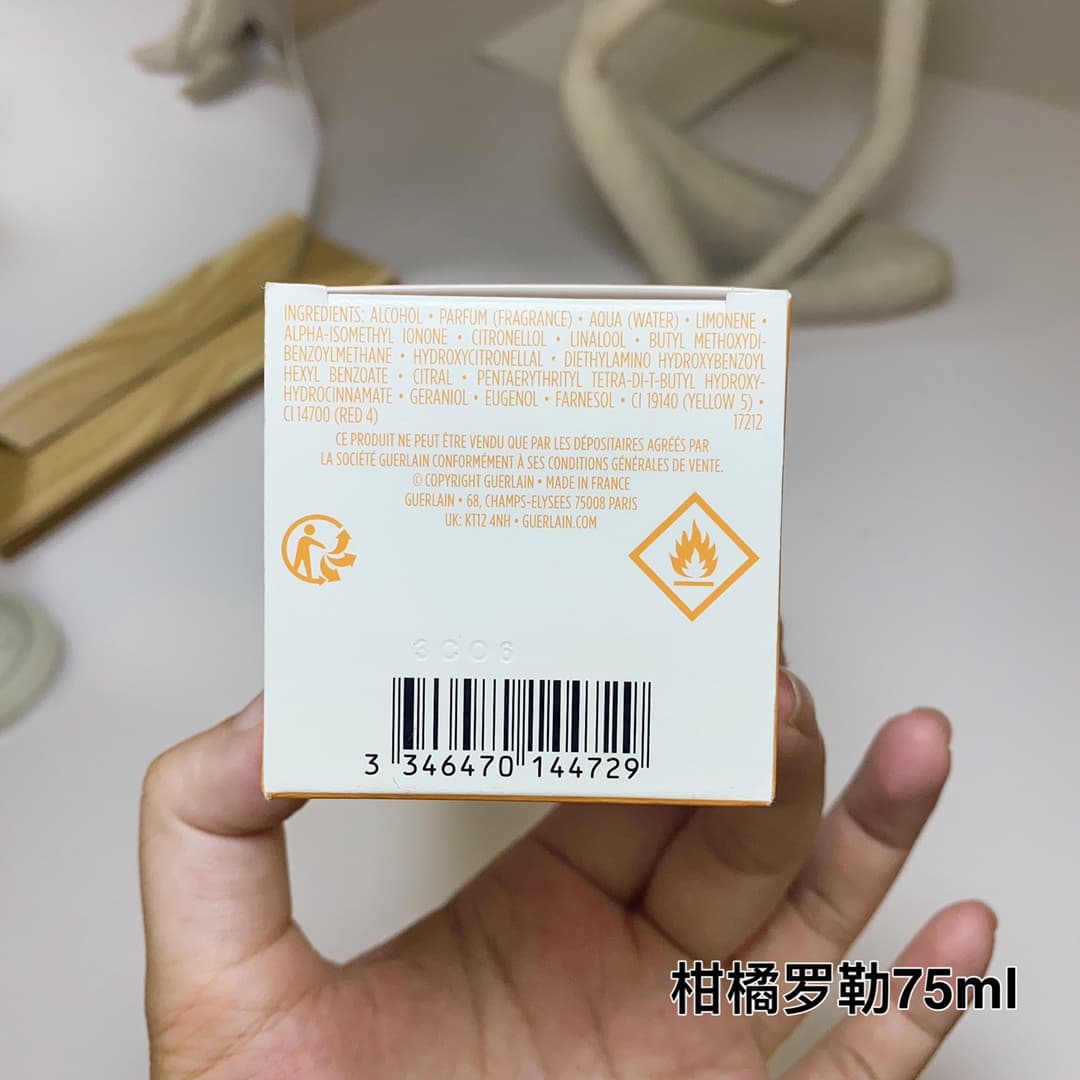 INGREDIENTS: ALCOHOL • PARFUM (FRAGRANCE) • AQUA (WATER) • LIMONENE •
ALPHA-ISOMETHYL IONONE • CITRONELLOL • LINALOOL • BUTYL METHOXYDI-
BENZOYLMETHANE • HYDROXYCITRONELLAL • DIETHYLAMINO HYDROXYBENZOYL
HEXYL BENZOATE • CITRAL • PENTAERYTHRITYL TETRA-DI-T-BUTYL HYDROXY-
HYDROCINNAMATE • GERANIOL • EUGENOL • FARNESOL • CI 19140 (YELLOW 5) •
CI 14700 (RED 4) 17212
CE PRODUIT NE PEUT ÊTRE VENDU QUE PAR LES DÉPOSITAIRES AGRÉÉS PAR
LA SOCIÉTÉ GUERLAIN CONFORMÉMENT À SES CONDITIONS GÉNÉRALES DE VENTE.
© COPYRIGHT GUERLAIN • MADE IN FRANCE
GUERLAIN • 68, CHAMPS-ELYSEES 75008 PARIS
UK: KT12 4NH • GUERLAIN.COM
3C06
3 346470 144729
柑橘罗勒75ml